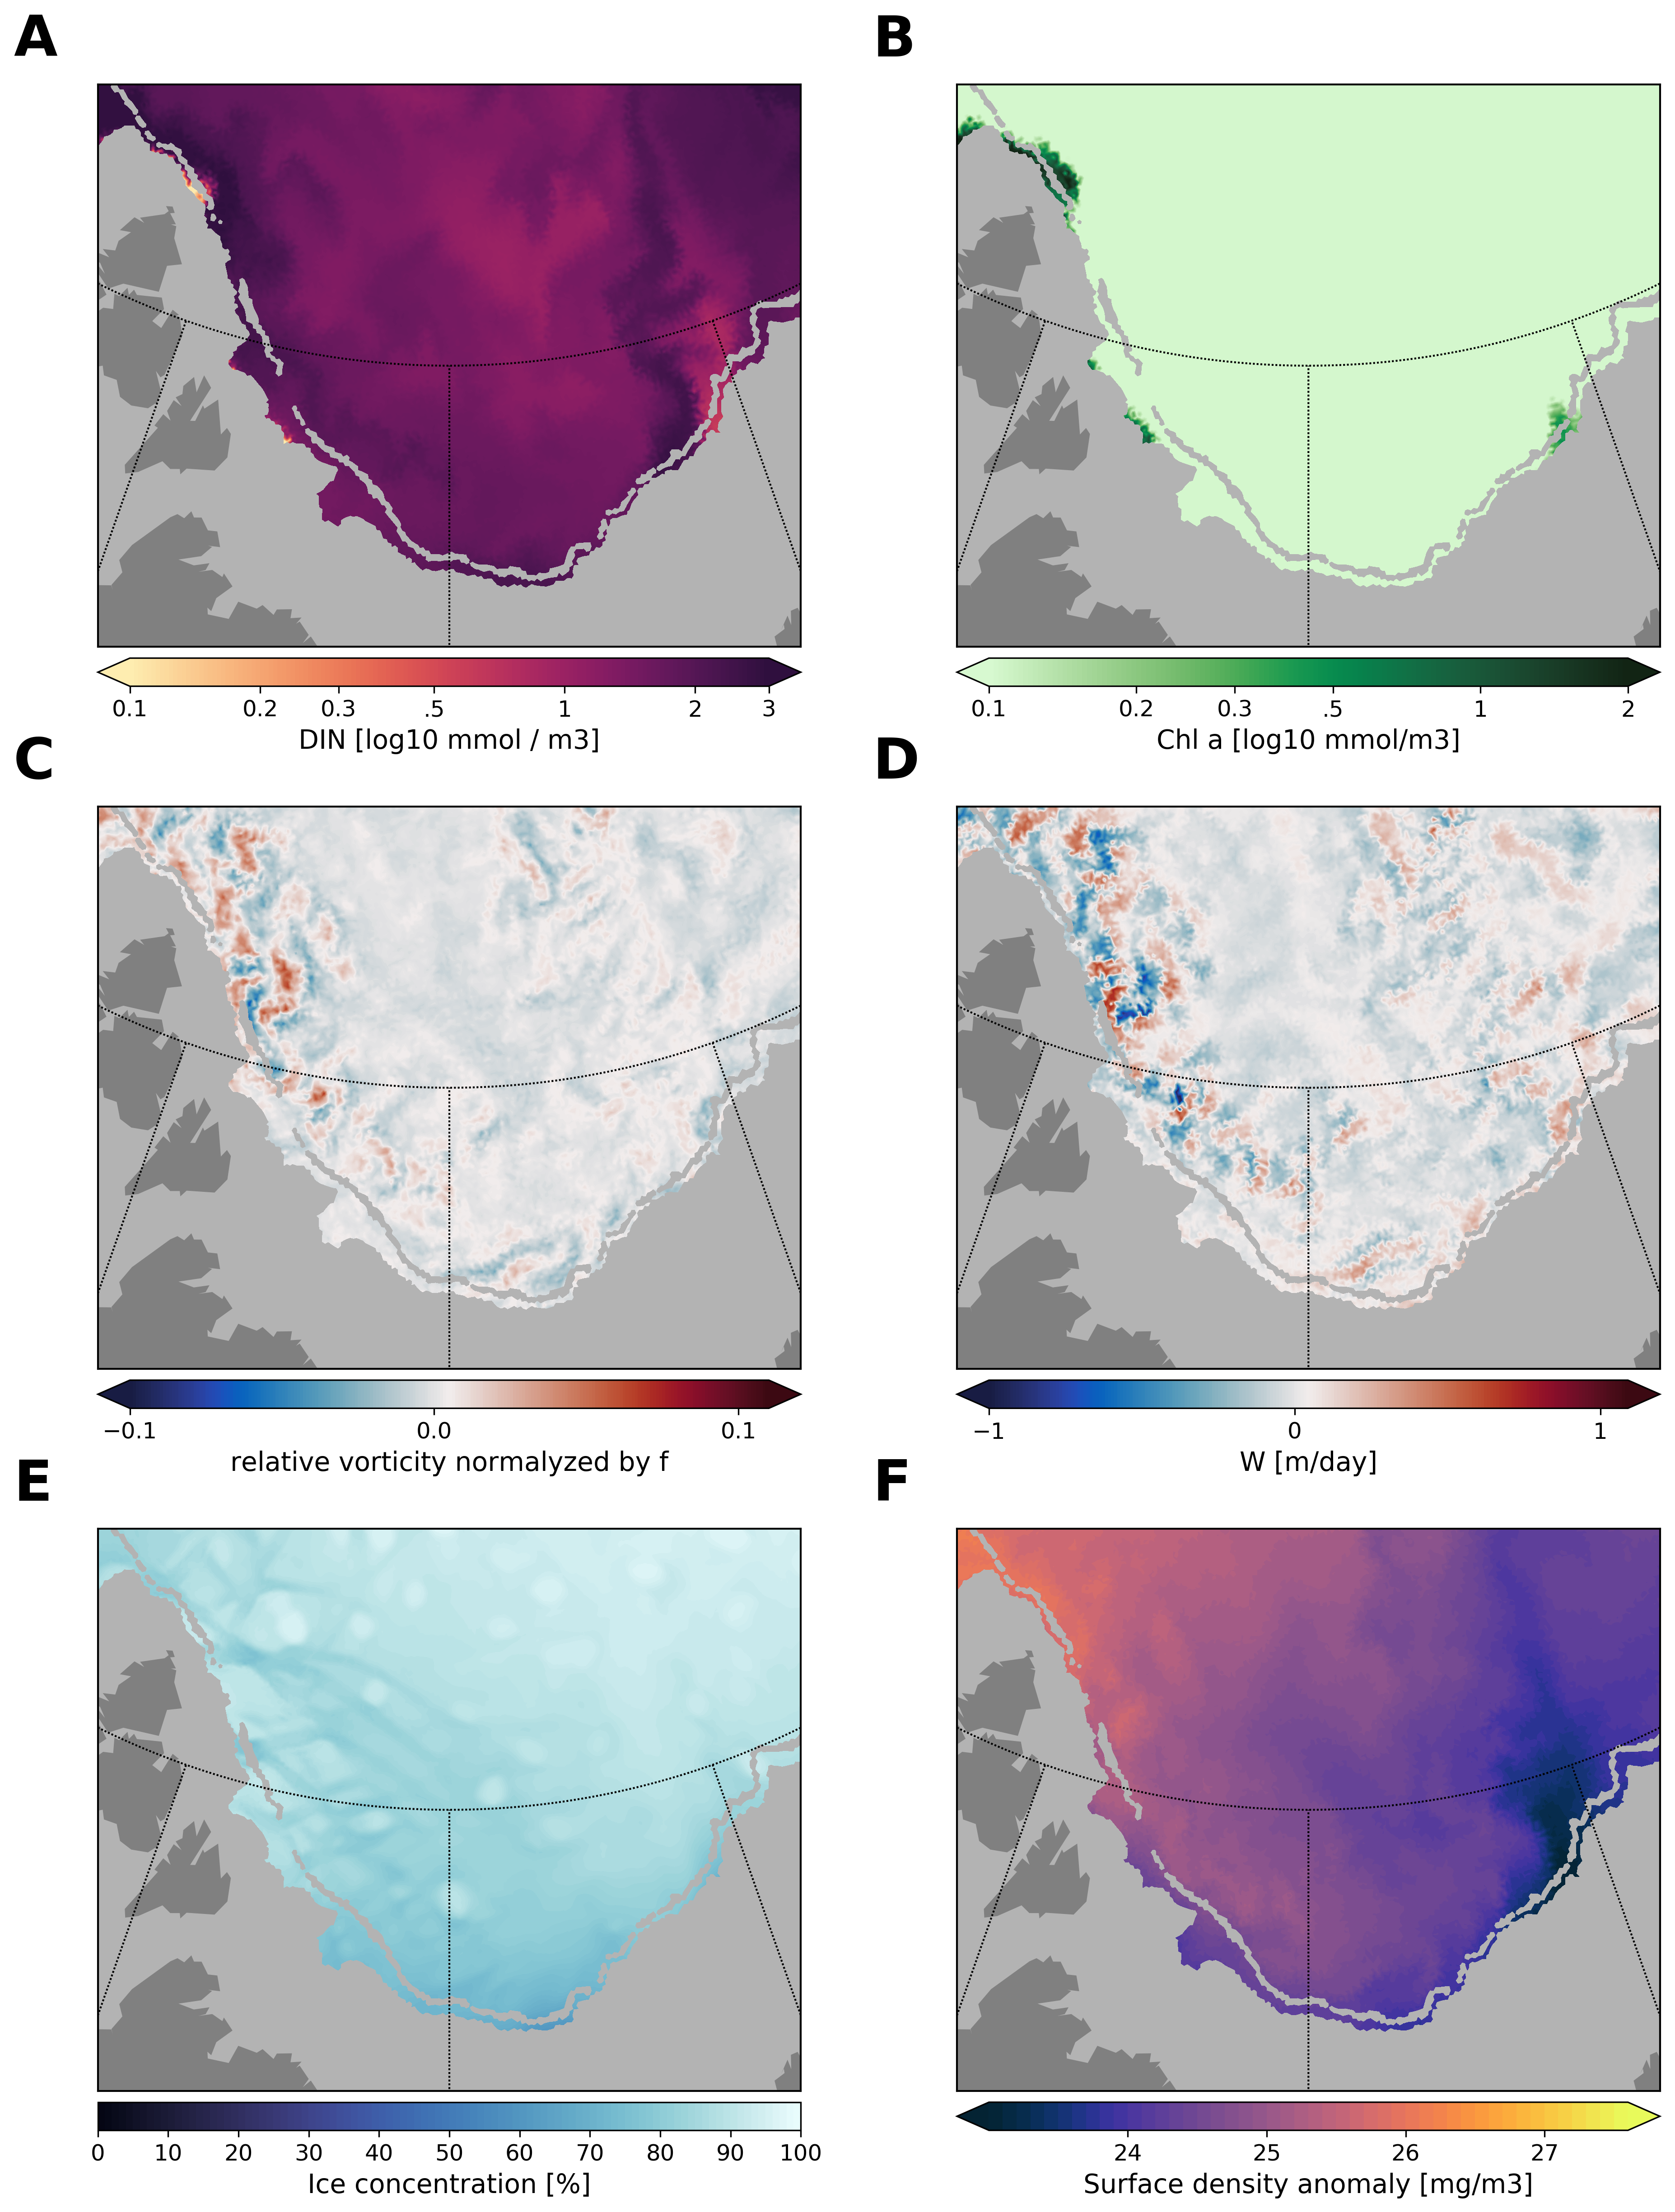 A
B
0.1 0.2 0.3 .5 1 2 3
DIN [log10 mmol / m3]
0.1 0.2 0.3 .5 1 2
Chl a [log10 mmol/m3]
C
D
−0.1 0.0 0.1
relative vorticity normalyzed by f
−1 0 1
W [m/day]
E
F
0 10 20 30 40 50 60 70 80 90 100
Ice concentration [%]
24 25 26 27
Surface density anomaly [mg/m3]